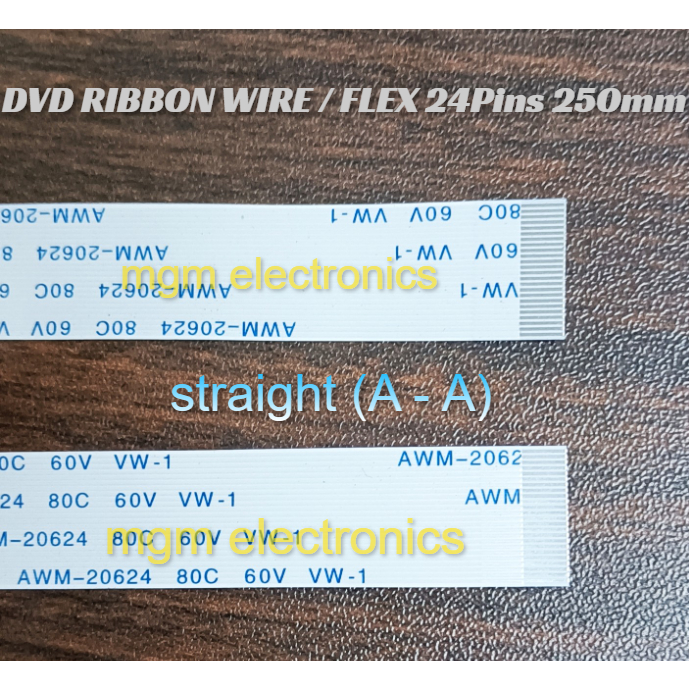 DVD RIBBON WIRE / FLEX 24Pins 250mm
AWM-206 VW-1 60V 80C
8 AWM-20624 VW-1 60V
mgm electronics
6 80C AWM-20624 VW-1
V 60V 80C AWM-20624
straight (A - A)
0C 60V VW-1 AWM-2062
24 80C 60V VW-1 AWM
M-20624 80C 60V VW-1
mgm electronics
AWM-20624 80C 60V VW-1